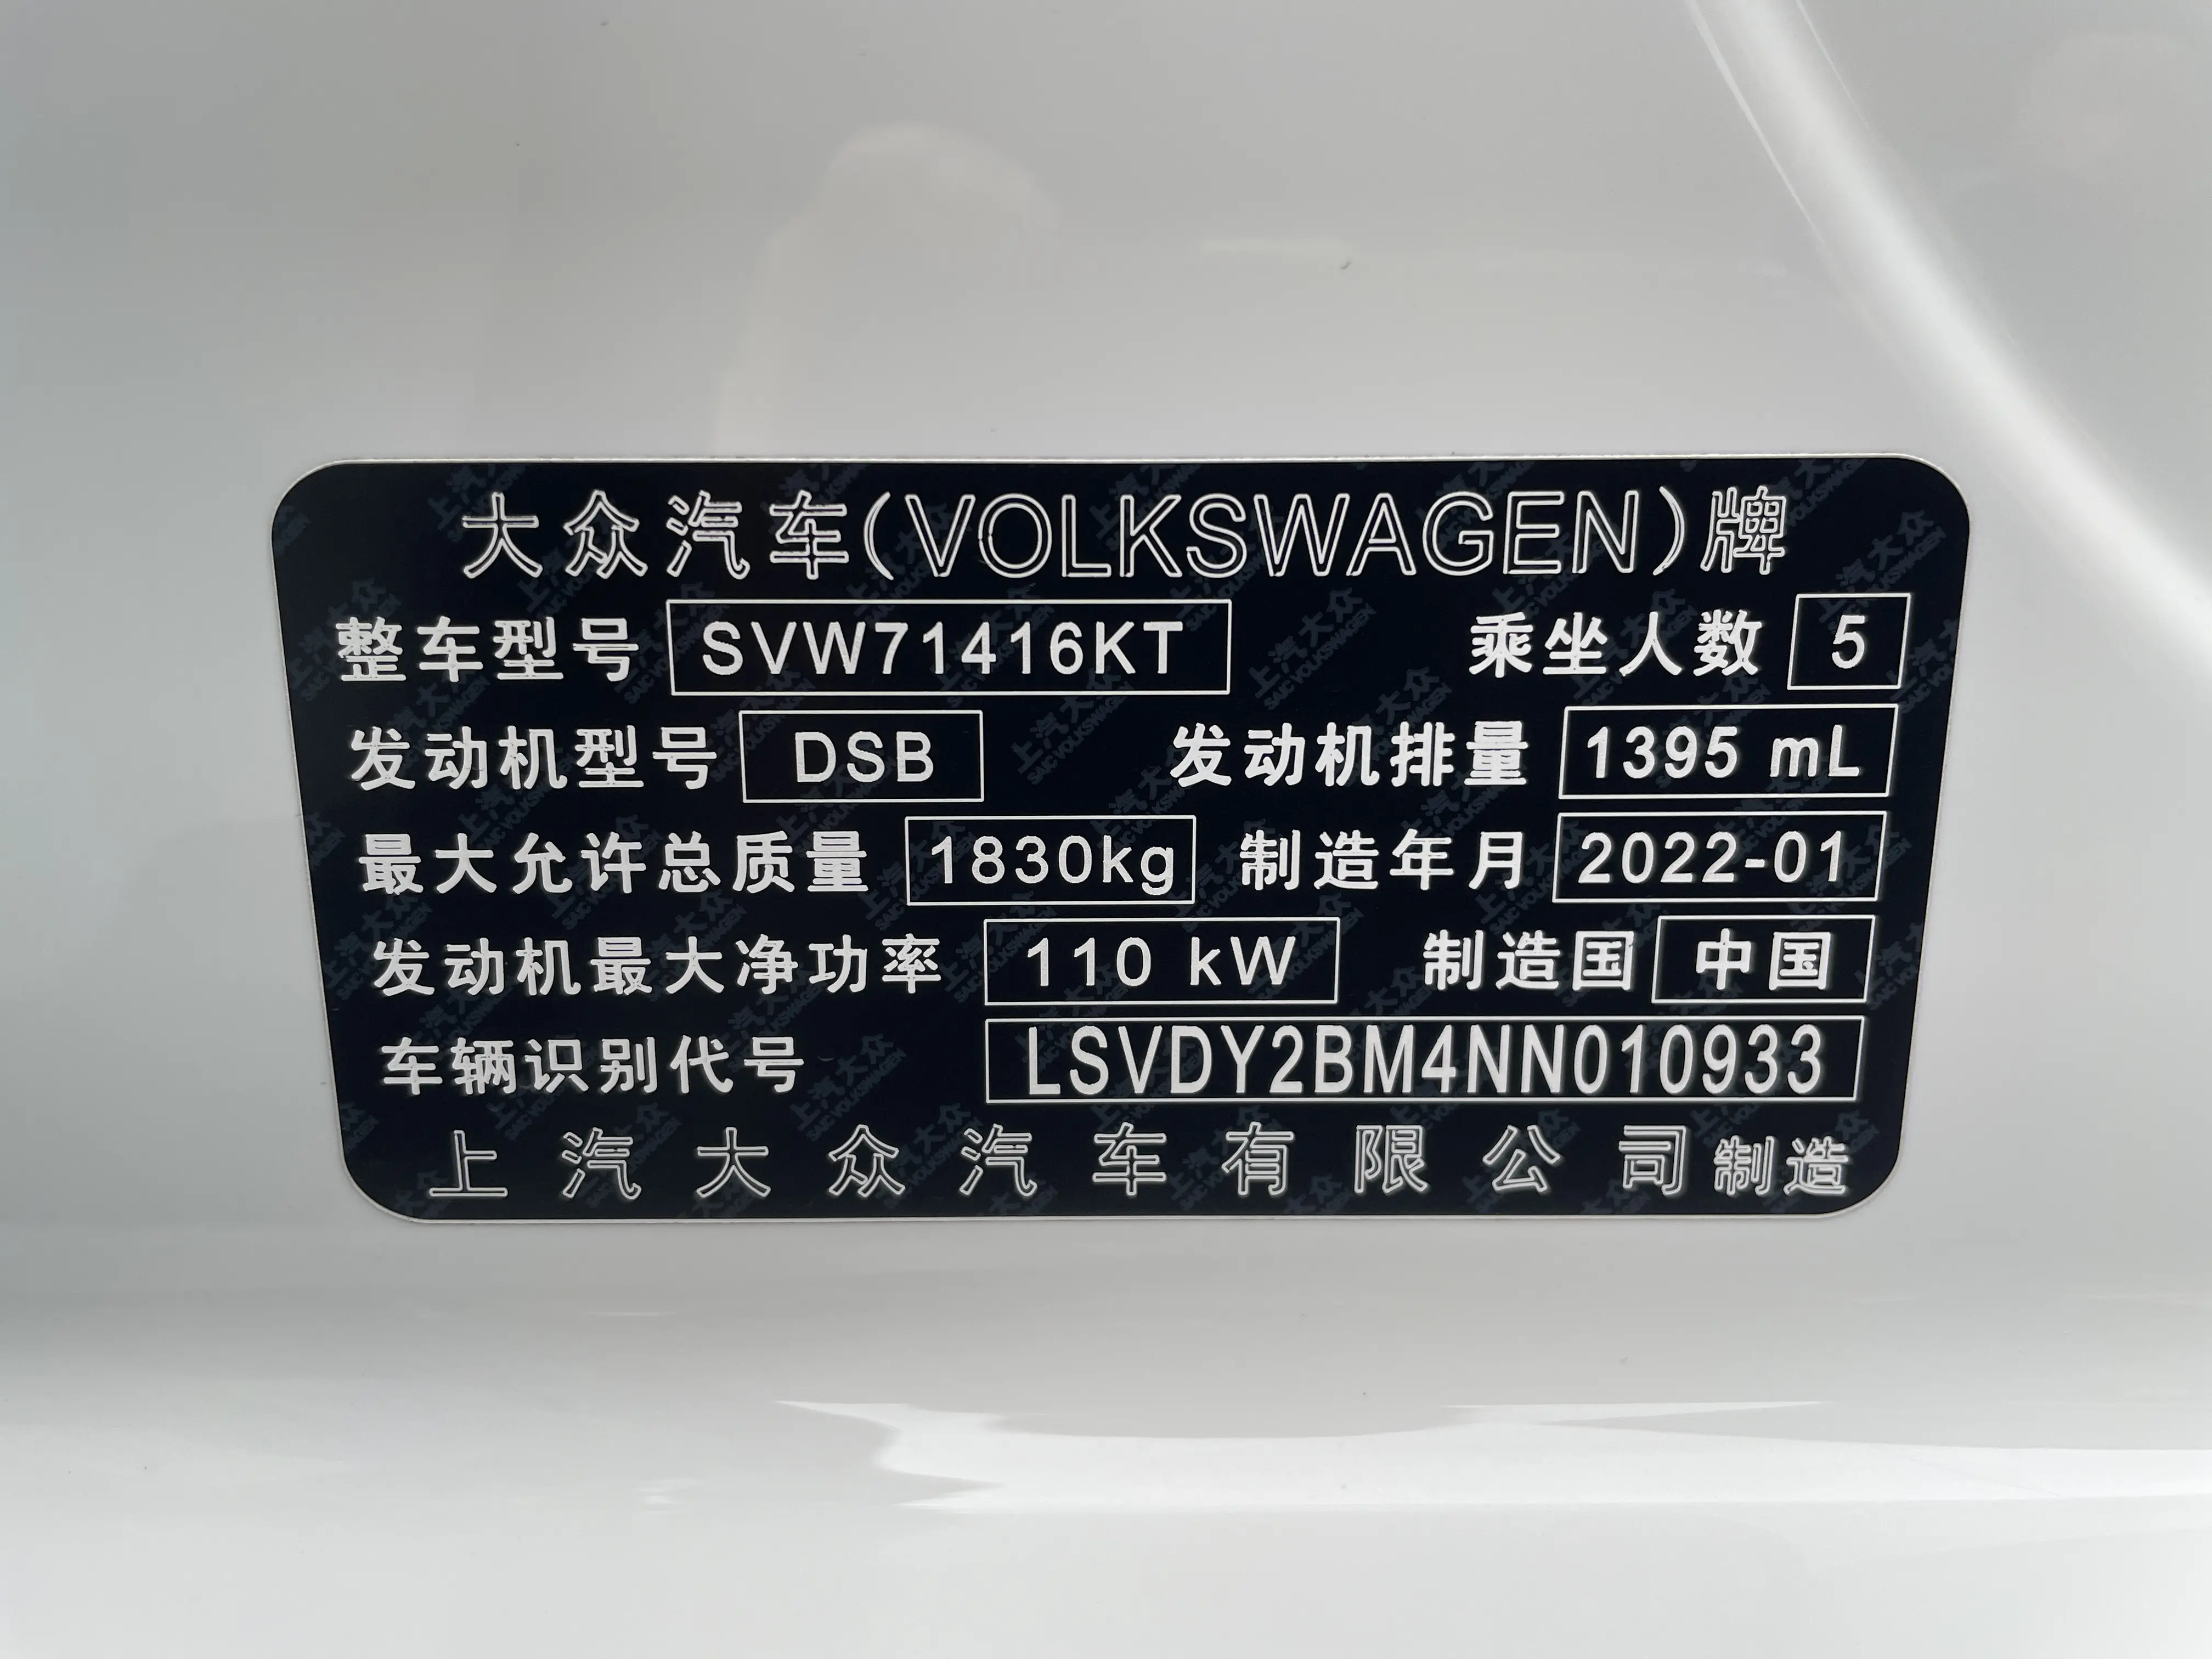 大众汽车(VOLKSWAGEN)牌
整车型号 SVW71416KT 乘坐人数 5
发动机型号 DSB 发动机排量 1395 mL
最大允许总质量 1830kg 制造年月 2022-01
发动机最大净功率 110 kW 制造国 中国
车辆识别代号 LSVDY2BM4NN010933
上汽大众汽车有限公司制造